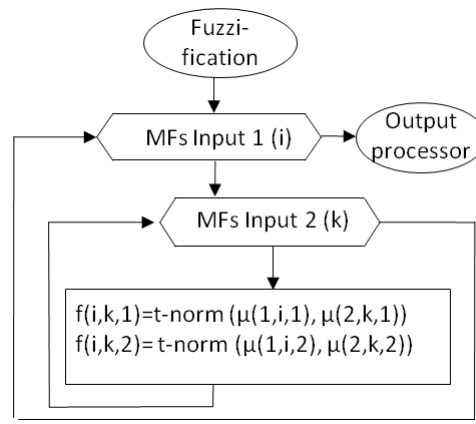 Fuzzi-
fication
MFs Input 1 (i)
Output
processor
MFs Input 2 (k)
f(i,k,1)=t-norm (μ(1,i,1), μ(2,k,1))
f(i,k,2)= t-norm (μ(1,i,2), μ(2,k,2))